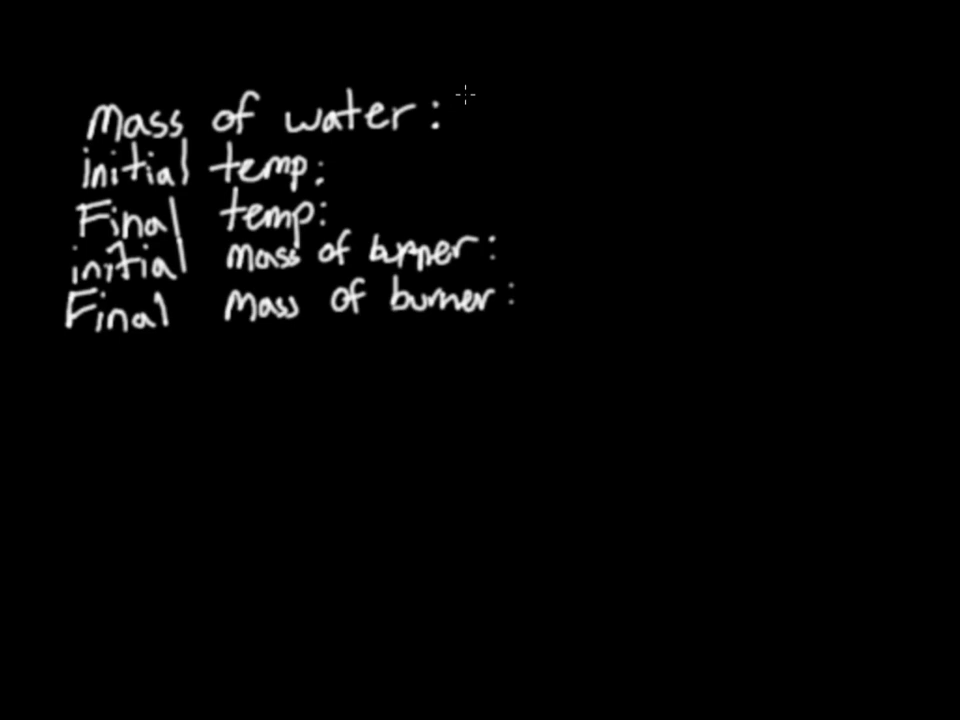 Mass of water:
initial temp:
Final temp:
initial mass of burner:
Final mass of burner: